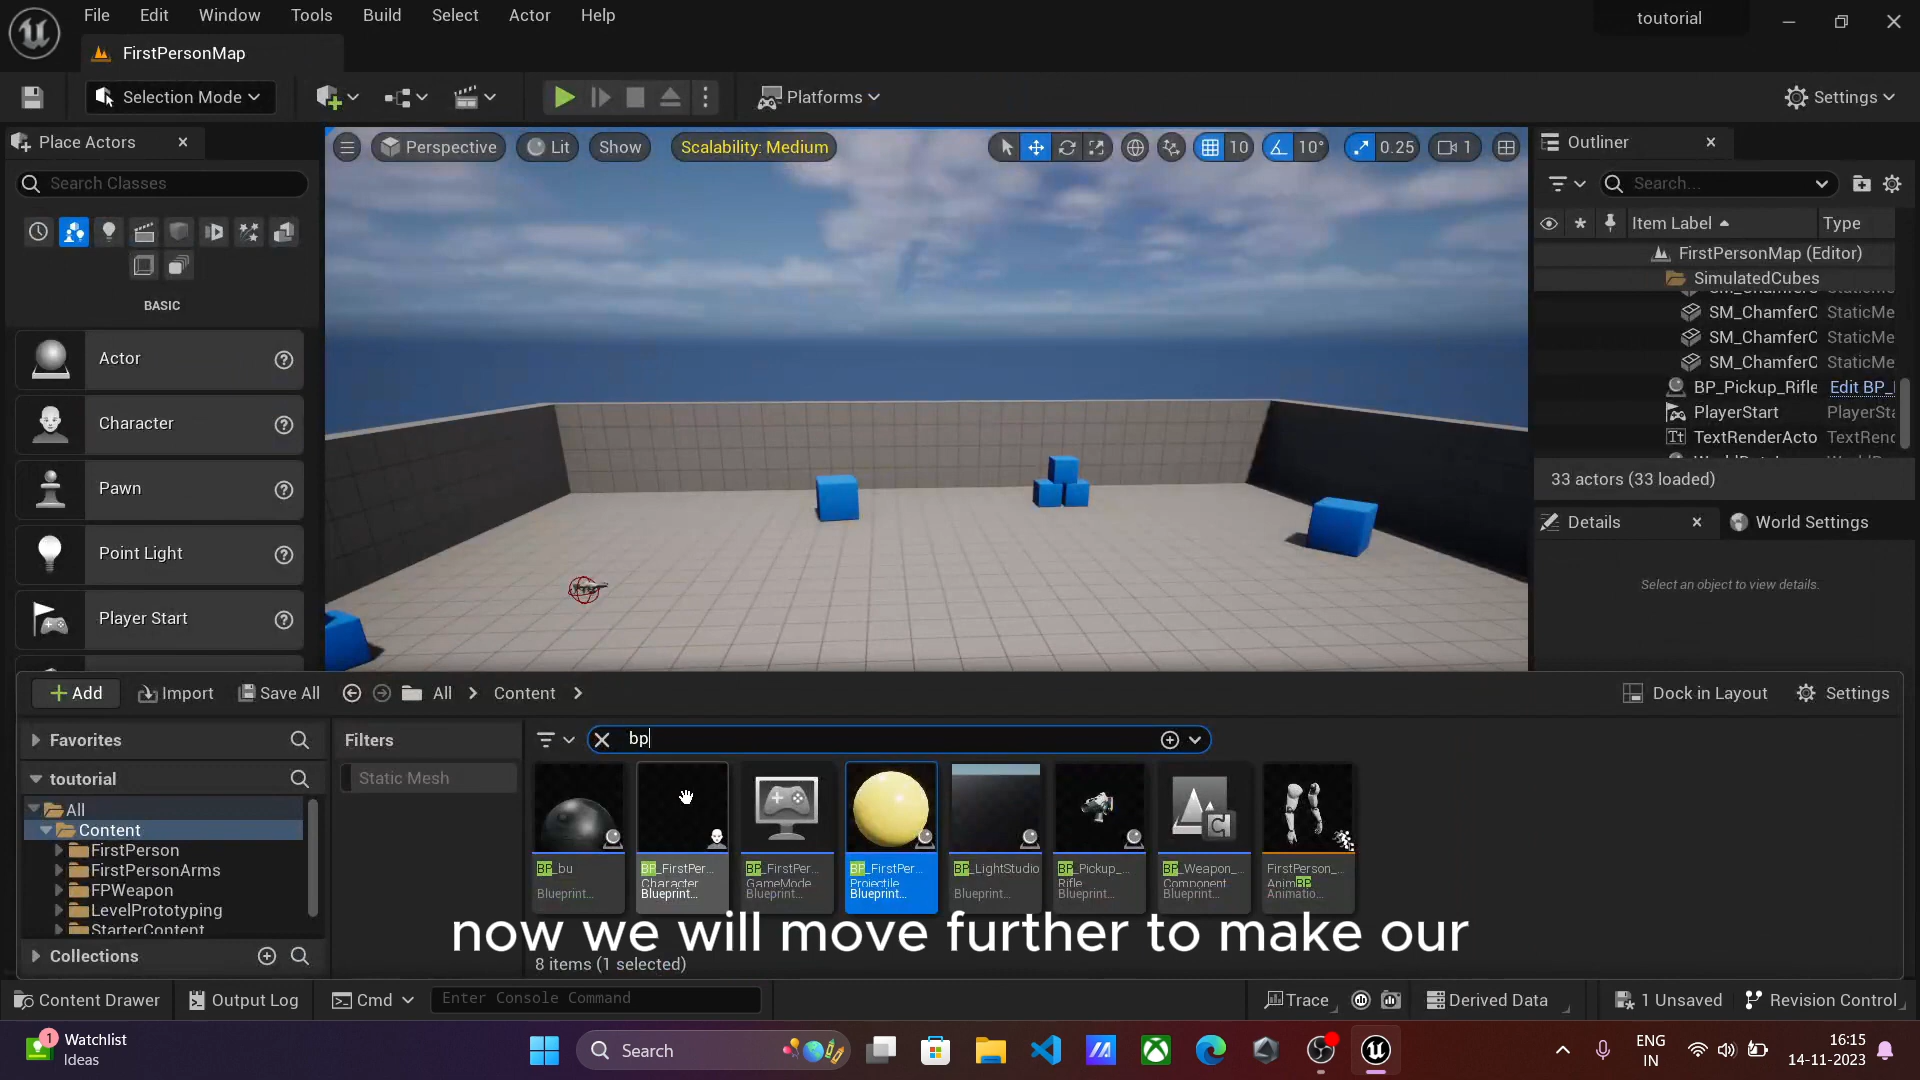 File Edit Window Tools Build Select Actor Help
toutorial
FirstPersonMap
Selection Mode
Platforms
Settings
Place Actors
Search Classes
BASIC
Actor
Character
Pawn
Point Light
Player Start
Perspective Lit Show Scalability: Medium
10 10° 0.25 1
Outliner
Search...
Item Label Type
FirstPersonMap (Editor)
SimulatedCubes
SM_ChamferC StaticMe
SM_ChamferC StaticMe
SM_ChamferC StaticMe
BP_Pickup_Rifle Edit BP_
PlayerStart PlayerSta
TextRenderActo TextRend
33 actors (33 loaded)
Details World Settings
Select an object to view details.
Add Import Save All All Content
Dock in Layout Settings
Favorites
toutorial
All
Content
FirstPerson
FirstPersonArms
FPWeapon
LevelPrototyping
StarterContent
Collections
Filters
Static Mesh
bp
BP_bu
Blueprint...
BP_FirstPer...
Character
Blueprint...
BP_FirstPer...
GameMode
Blueprint...
BP_FirstPer...
Projectile
Blueprint...
BP_LightStudio
Blueprint...
BP_Pickup_...
Rifle
Blueprint...
BP_Weapon_...
Component
Blueprint...
FirstPerson_...
AnimBP
Animatio...
now we will move further to make our
8 items (1 selected)
Content Drawer Output Log Cmd Enter Console Command
Trace Derived Data 1 Unsaved Revision Control
1
Watchlist
Ideas
Search
ENG
IN
16:15
14-11-2023